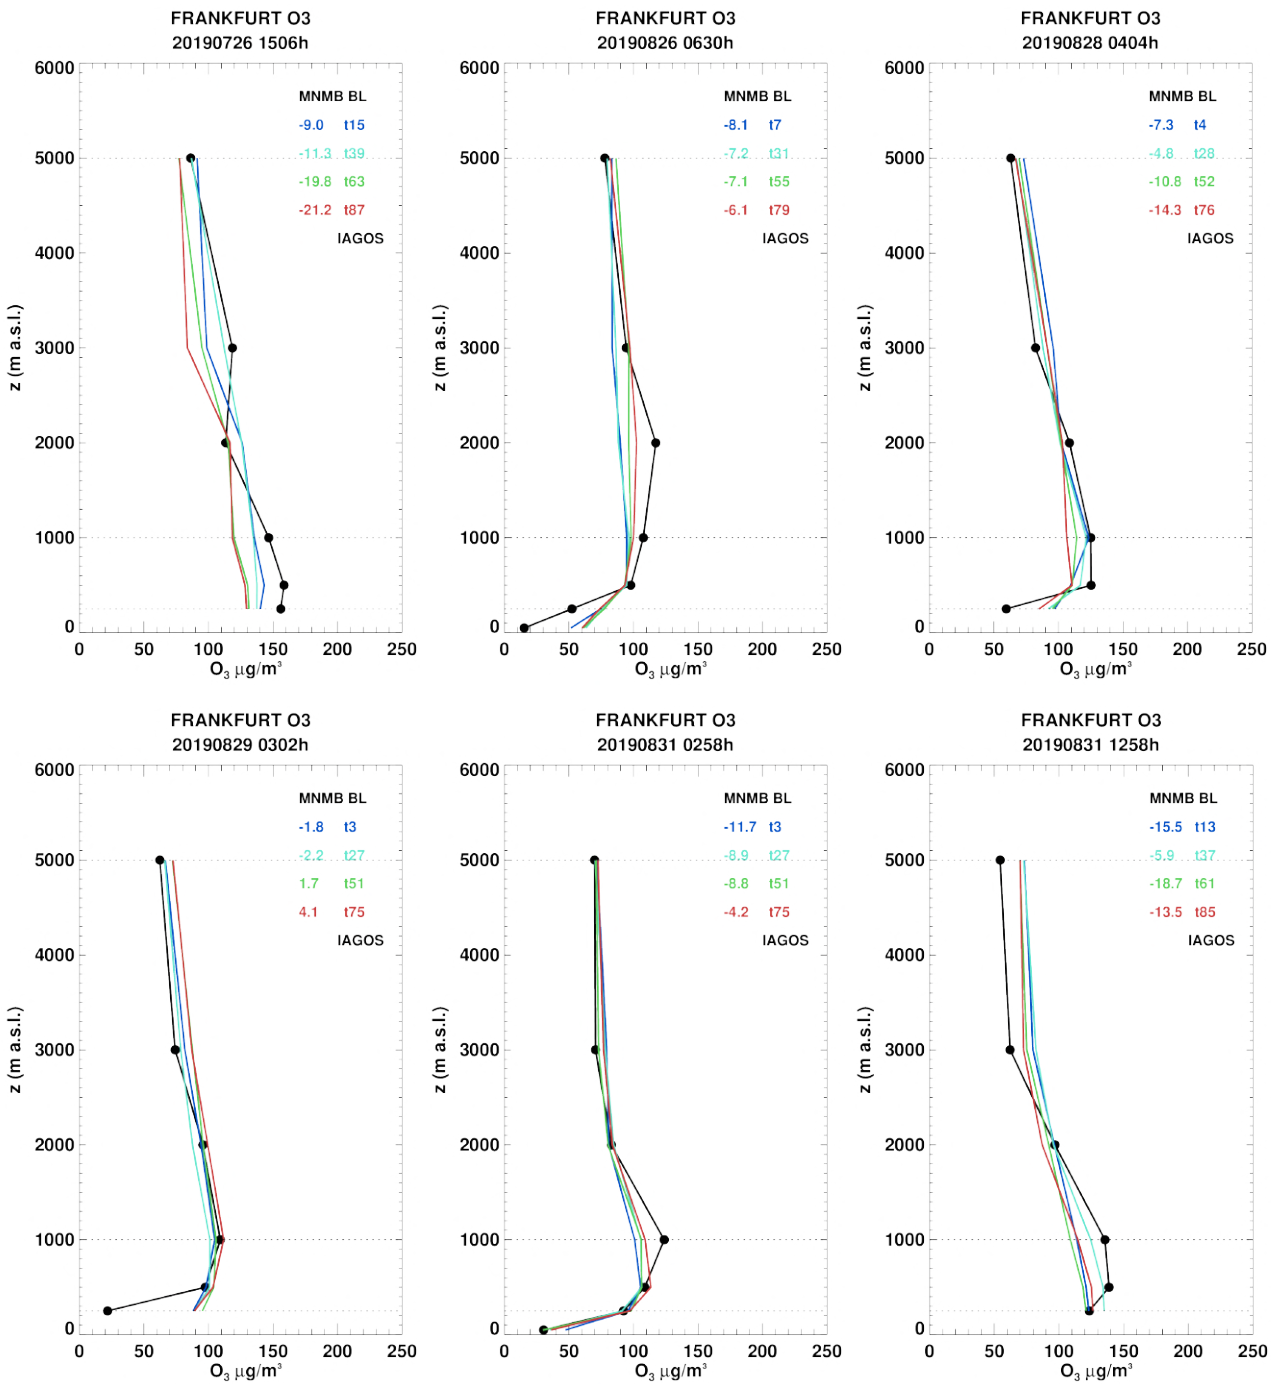 FRANKFURT O3
20190726 1506h
6000
5000
4000
3000
2000
1000
0
z (m a.s.l.)
MNMB BL
-9.0 t15
-11.3 t39
-19.8 t63
-21.2 t87
IAGOS
0 50 100 150 200 250
O₃ µg/m³
FRANKFURT O3
20190826 0630h
6000
5000
4000
3000
2000
1000
0
z (m a.s.l.)
MNMB BL
-8.1 t7
-7.2 t31
-7.1 t55
-6.1 t79
IAGOS
0 50 100 150 200 250
O₃ µg/m³
FRANKFURT O3
20190828 0404h
6000
5000
4000
3000
2000
1000
0
z (m a.s.l.)
MNMB BL
-7.3 t4
-4.8 t28
-10.8 t52
-14.3 t76
IAGOS
0 50 100 150 200 250
O₃ µg/m³
FRANKFURT O3
20190829 0302h
6000
5000
4000
3000
2000
1000
0
z (m a.s.l.)
MNMB BL
-1.8 t3
-2.2 t27
1.7 t51
4.1 t75
IAGOS
0 50 100 150 200 250
O₃ µg/m³
FRANKFURT O3
20190831 0258h
6000
5000
4000
3000
2000
1000
0
z (m a.s.l.)
MNMB BL
-11.7 t3
-8.9 t27
-8.8 t51
-4.2 t75
IAGOS
0 50 100 150 200 250
O₃ µg/m³
FRANKFURT O3
20190831 1258h
6000
5000
4000
3000
2000
1000
0
z (m a.s.l.)
MNMB BL
-15.5 t13
-5.9 t37
-18.7 t61
-13.5 t85
IAGOS
0 50 100 150 200 250
O₃ µg/m³